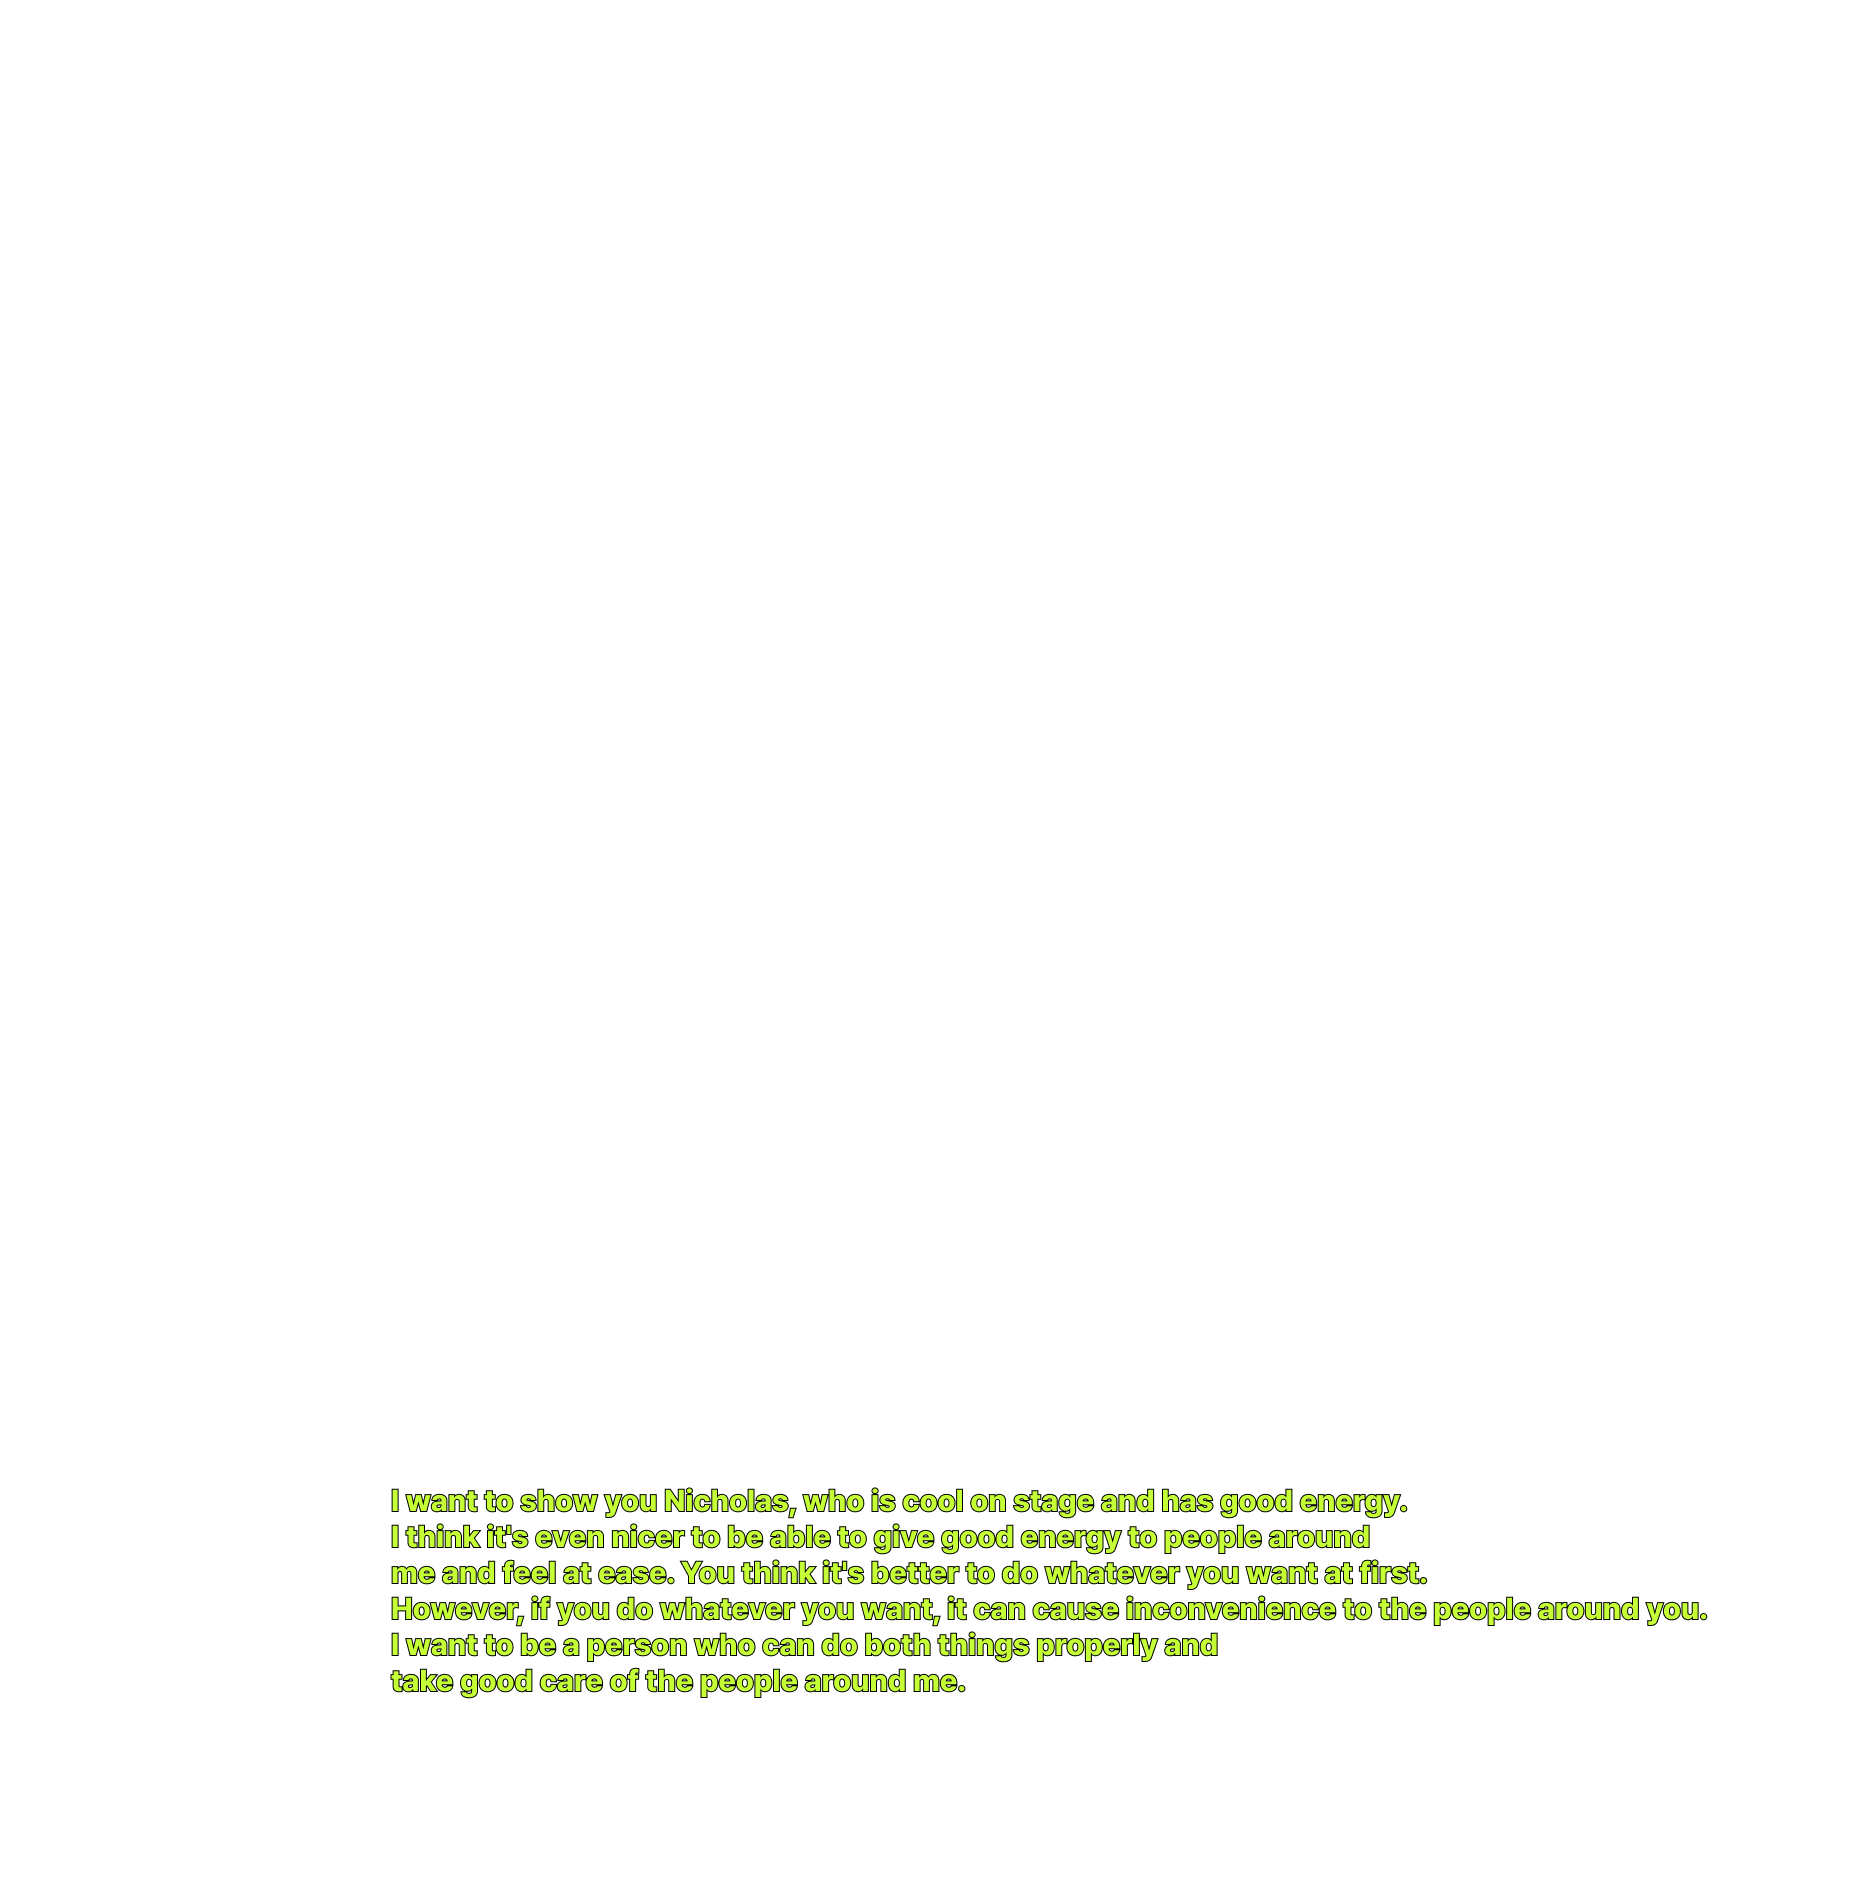 I want to show you Nicholas, who is cool on stage and has good energy.
I think it's even nicer to be able to give good energy to people around
me and feel at ease. You think it's better to do whatever you want at first.
However, if you do whatever you want, it can cause inconvenience to the people around you.
I want to be a person who can do both things properly and
take good care of the people around me.